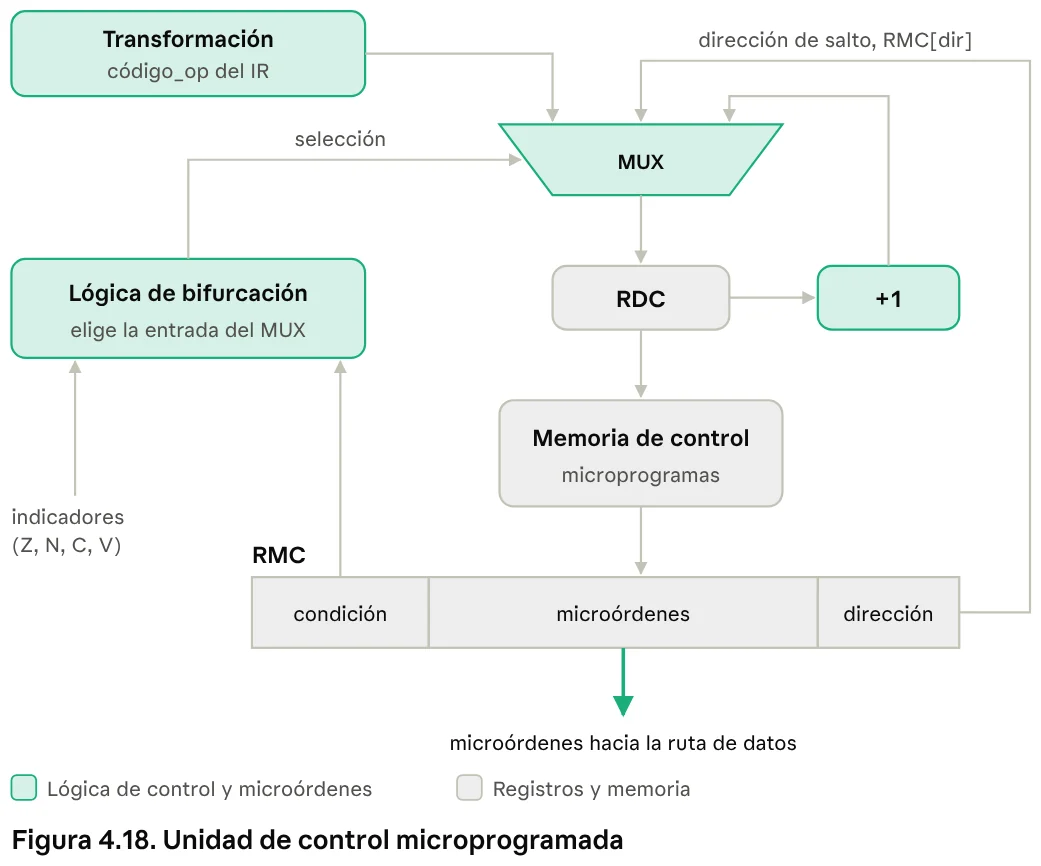 Transformación
código_op del IR
dirección de salto, RMC[dir]
selección
MUX
Lógica de bifurcación
elige la entrada del MUX
RDC
+1
Memoria de control
microprogramas
indicadores
(Z, N, C, V)
RMC
condición
microórdenes
dirección
microórdenes hacia la ruta de datos
Lógica de control y microórdenes
Registros y memoria
Figura 4.18. Unidad de control microprogramada